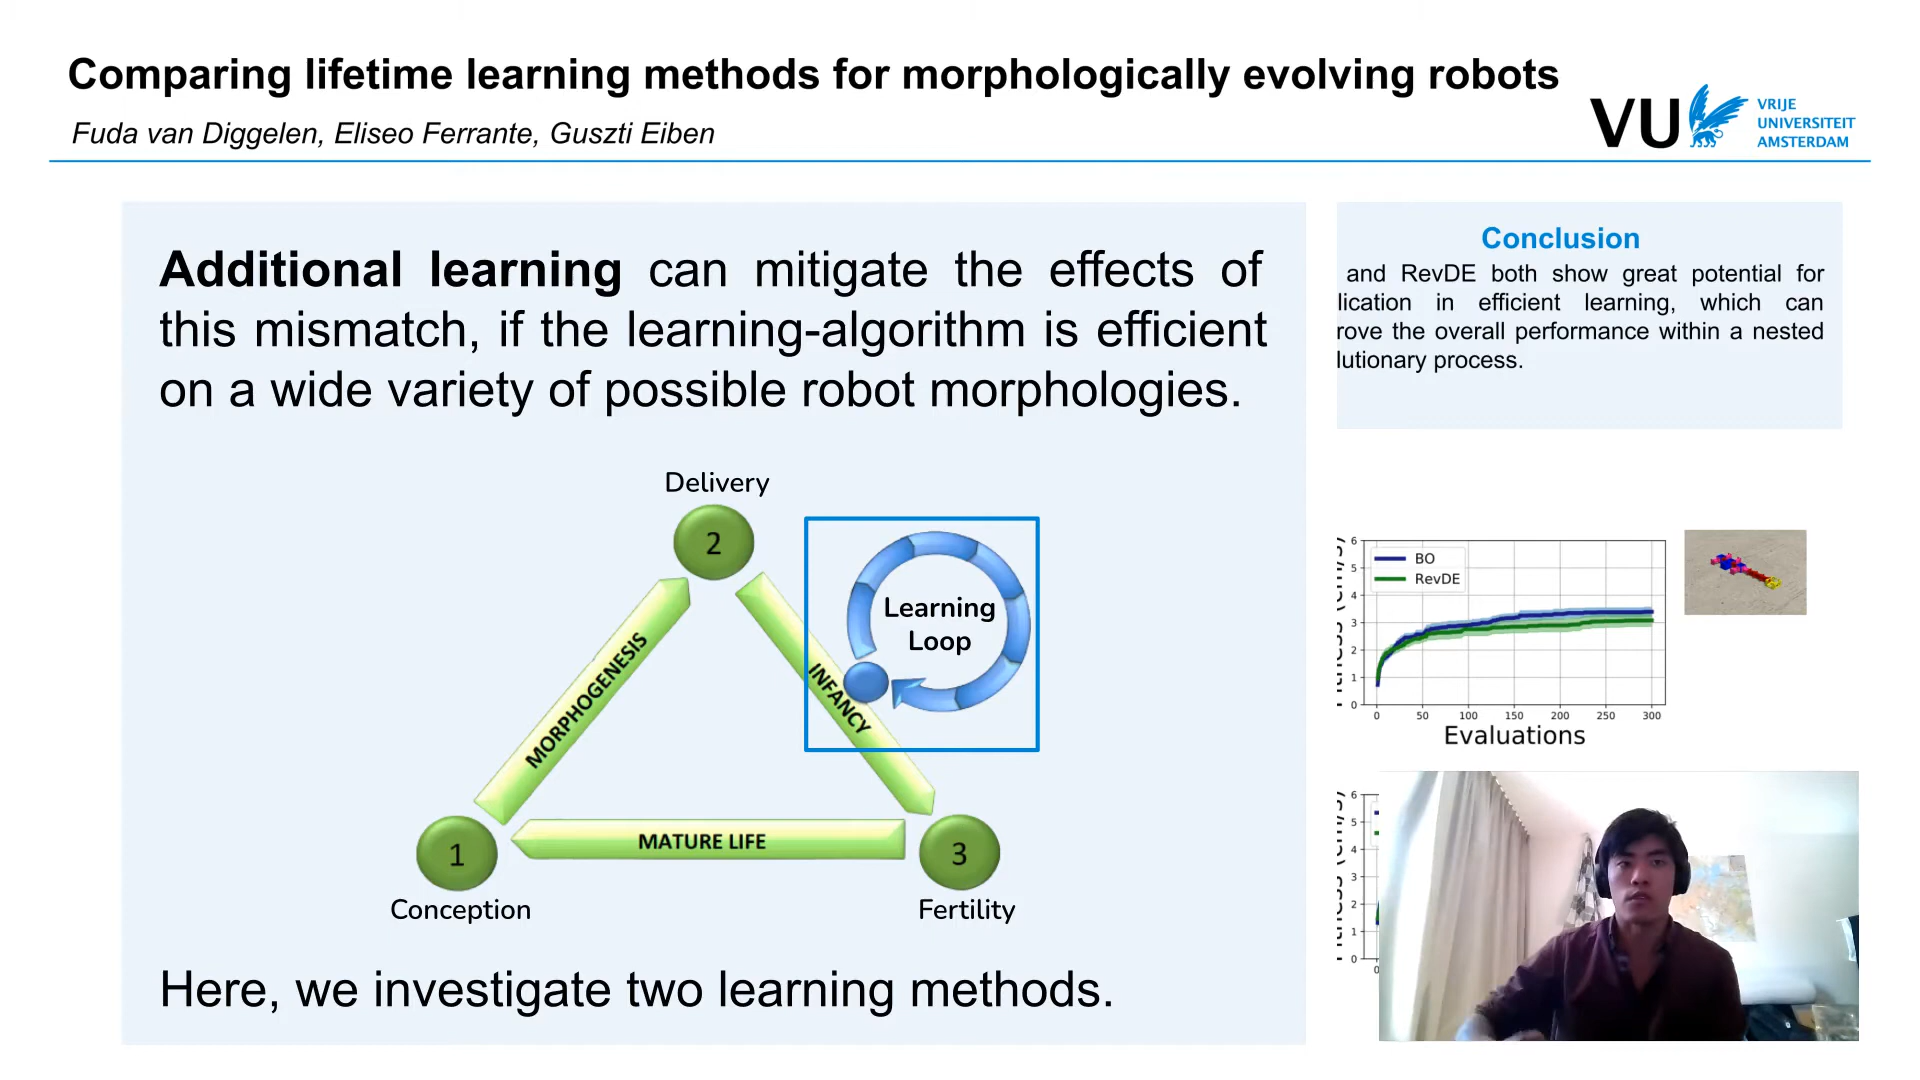 Comparing lifetime learning methods for morphologically evolving robots
Fuda van Diggelen, Eliseo Ferrante, Guszti Eiben
VU VRIJE
UNIVERSITEIT
AMSTERDAM
Additional learning can mitigate the effects of
this mismatch, if the learning-algorithm is efficient
on a wide variety of possible robot morphologies.
Delivery
2
Learning
Loop
MORPHOGENESIS
INFANCY
MATURE LIFE
1
3
Conception
Fertility
Here, we investigate two learning methods.
Conclusion
and RevDE both show great potential for
lication in efficient learning, which can
rove the overall performance within a nested
lutionary process.
6
5
4
3
2
1
0
BO
RevDE
0 50 100 150 200 250 300
Evaluations
6
5
4
3
2
1
0
0